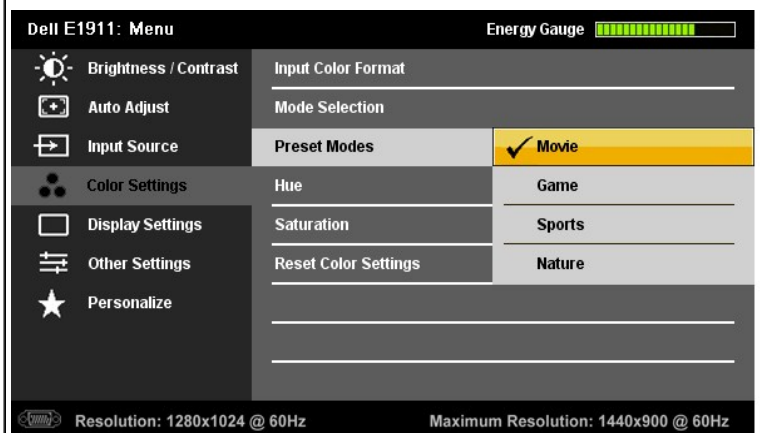 Dell E1911: Menu Energy Gauge
Brightness / Contrast Input Color Format
Auto Adjust Mode Selection
Input Source Preset Modes Movie
Color Settings Hue Game
Display Settings Saturation Sports
Other Settings Reset Color Settings Nature
Personalize
Resolution: 1280x1024 @ 60Hz Maximum Resolution: 1440x900 @ 60Hz